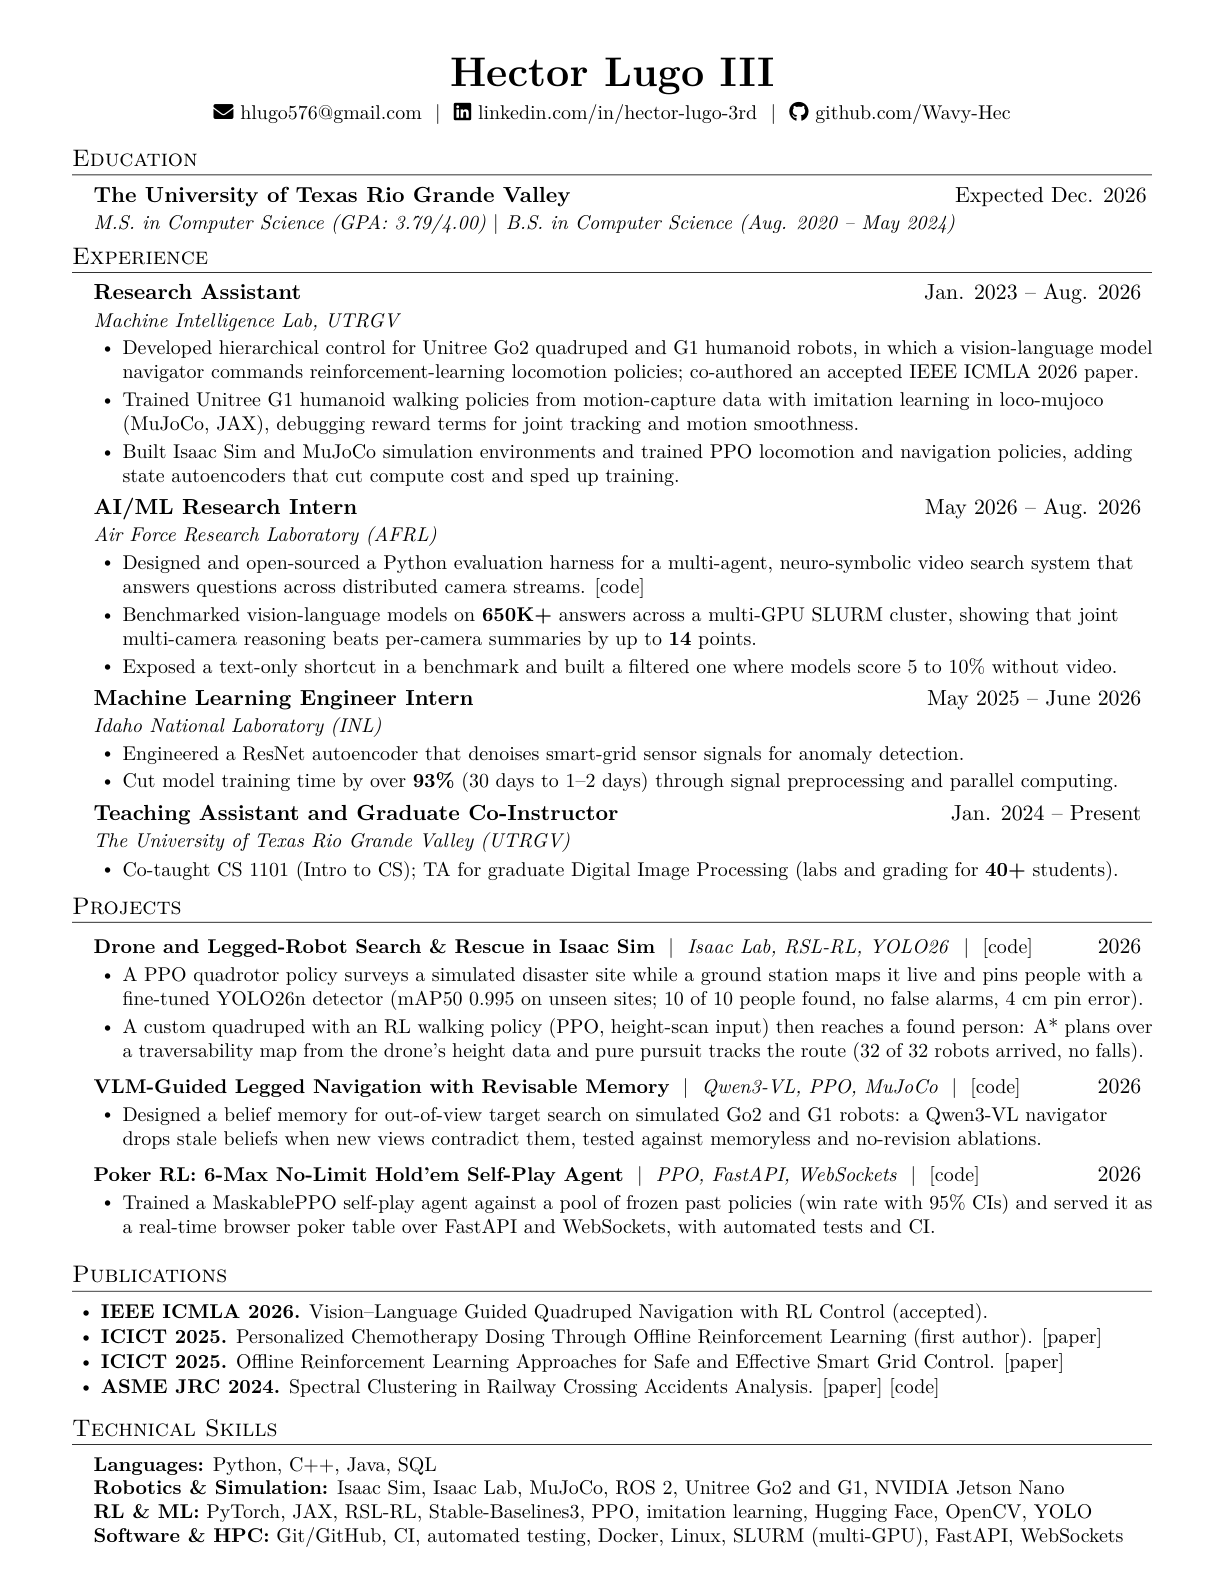 Hector Lugo III
hlugo576@gmail.com | linkedin.com/in/hector-lugo-3rd | github.com/Wavy-Hec
Education
The University of Texas Rio Grande Valley Expected Dec. 2026
M.S. in Computer Science (GPA: 3.79/4.00) | B.S. in Computer Science (Aug. 2020 – May 2024)
Experience
Research Assistant Jan. 2023 – Aug. 2026
Machine Intelligence Lab, UTRGV
• Developed hierarchical control for Unitree Go2 quadruped and G1 humanoid robots, in which a vision-language model
navigator commands reinforcement-learning locomotion policies; co-authored an accepted IEEE ICMLA 2026 paper.
• Trained Unitree G1 humanoid walking policies from motion-capture data with imitation learning in loco-mujoco
(MuJoCo, JAX), debugging reward terms for joint tracking and motion smoothness.
• Built Isaac Sim and MuJoCo simulation environments and trained PPO locomotion and navigation policies, adding
state autoencoders that cut compute cost and sped up training.
AI/ML Research Intern May 2026 – Aug. 2026
Air Force Research Laboratory (AFRL)
• Designed and open-sourced a Python evaluation harness for a multi-agent, neuro-symbolic video search system that
answers questions across distributed camera streams. [code]
• Benchmarked vision-language models on 650K+ answers across a multi-GPU SLURM cluster, showing that joint
multi-camera reasoning beats per-camera summaries by up to 14 points.
• Exposed a text-only shortcut in a benchmark and built a filtered one where models score 5 to 10% without video.
Machine Learning Engineer Intern May 2025 – June 2026
Idaho National Laboratory (INL)
• Engineered a ResNet autoencoder that denoises smart-grid sensor signals for anomaly detection.
• Cut model training time by over 93% (30 days to 1–2 days) through signal preprocessing and parallel computing.
Teaching Assistant and Graduate Co-Instructor Jan. 2024 – Present
The University of Texas Rio Grande Valley (UTRGV)
• Co-taught CS 1101 (Intro to CS); TA for graduate Digital Image Processing (labs and grading for 40+ students).
Projects
Drone and Legged-Robot Search & Rescue in Isaac Sim | Isaac Lab, RSL-RL, YOLO26 | [code] 2026
• A PPO quadrotor policy surveys a simulated disaster site while a ground station maps it live and pins people with a
fine-tuned YOLO26n detector (mAP50 0.995 on unseen sites; 10 of 10 people found, no false alarms, 4 cm pin error).
• A custom quadruped with an RL walking policy (PPO, height-scan input) then reaches a found person: A* plans over
a traversability map from the drone's height data and pure pursuit tracks the route (32 of 32 robots arrived, no falls).
VLM-Guided Legged Navigation with Revisable Memory | Qwen3-VL, PPO, MuJoCo | [code] 2026
• Designed a belief memory for out-of-view target search on simulated Go2 and G1 robots: a Qwen3-VL navigator
drops stale beliefs when new views contradict them, tested against memoryless and no-revision ablations.
Poker RL: 6-Max No-Limit Hold'em Self-Play Agent | PPO, FastAPI, WebSockets | [code] 2026
• Trained a MaskablePPO self-play agent against a pool of frozen past policies (win rate with 95% CIs) and served it as
a real-time browser poker table over FastAPI and WebSockets, with automated tests and CI.
Publications
• IEEE ICMLA 2026. Vision–Language Guided Quadruped Navigation with RL Control (accepted).
• ICICT 2025. Personalized Chemotherapy Dosing Through Offline Reinforcement Learning (first author). [paper]
• ICICT 2025. Offline Reinforcement Learning Approaches for Safe and Effective Smart Grid Control. [paper]
• ASME JRC 2024. Spectral Clustering in Railway Crossing Accidents Analysis. [paper] [code]
Technical Skills
Languages: Python, C++, Java, SQL
Robotics & Simulation: Isaac Sim, Isaac Lab, MuJoCo, ROS 2, Unitree Go2 and G1, NVIDIA Jetson Nano
RL & ML: PyTorch, JAX, RSL-RL, Stable-Baselines3, PPO, imitation learning, Hugging Face, OpenCV, YOLO
Software & HPC: Git/GitHub, CI, automated testing, Docker, Linux, SLURM (multi-GPU), FastAPI, WebSockets